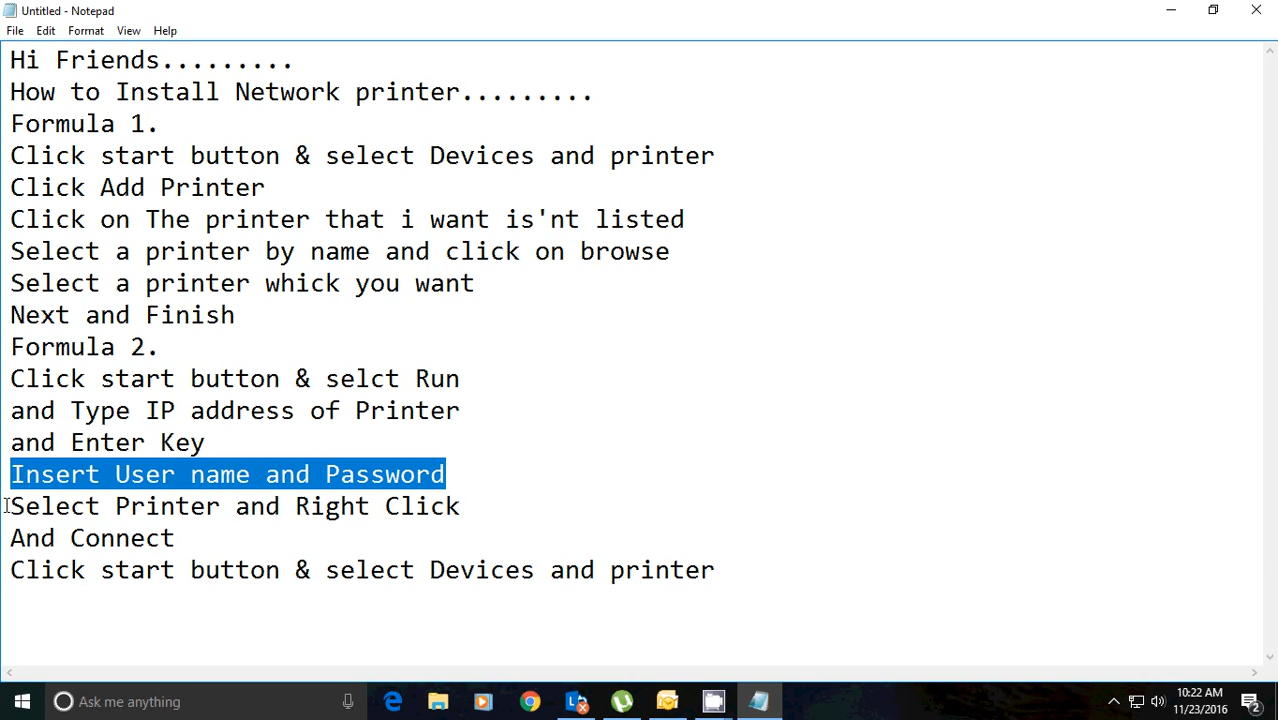 Untitled - Notepad
File Edit Format View Help
Hi Friends.........
How to Install Network printer.........
Formula 1.
Click start button & select Devices and printer
Click Add Printer
Click on The printer that i want is'nt listed
Select a printer by name and click on browse
Select a printer whick you want
Next and Finish
Formula 2.
Click start button & selct Run
and Type IP address of Printer
and Enter Key
Insert User name and Password
Select Printer and Right Click
And Connect
Click start button & select Devices and printer
Ask me anything
10:22 AM
11/23/2016
2